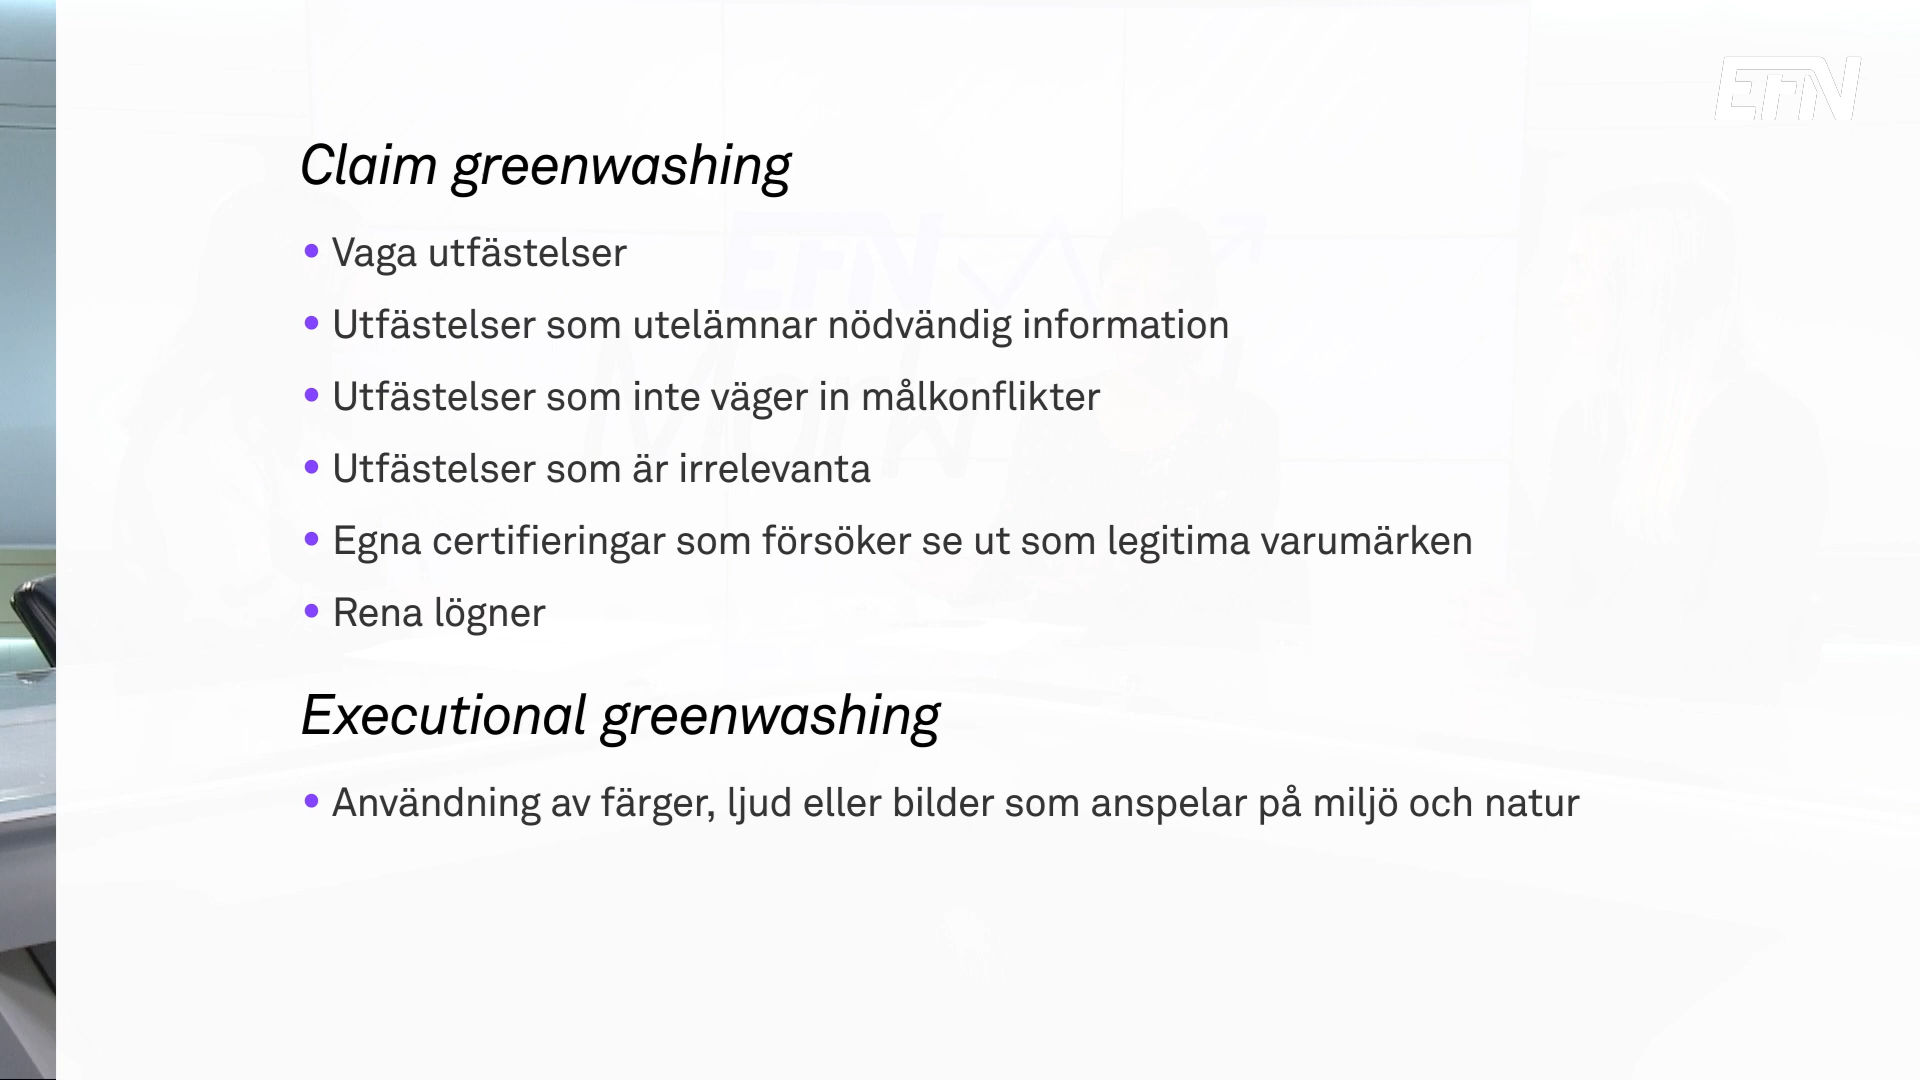 EFN
Claim greenwashing
• Vaga utfästelser
• Utfästelser som utelämnar nödvändig information
• Utfästelser som inte väger in målkonflikter
• Utfästelser som är irrelevanta
• Egna certifieringar som försöker se ut som legitima varumärken
• Rena lögner
Executional greenwashing
• Användning av färger, ljud eller bilder som anspelar på miljö och natur